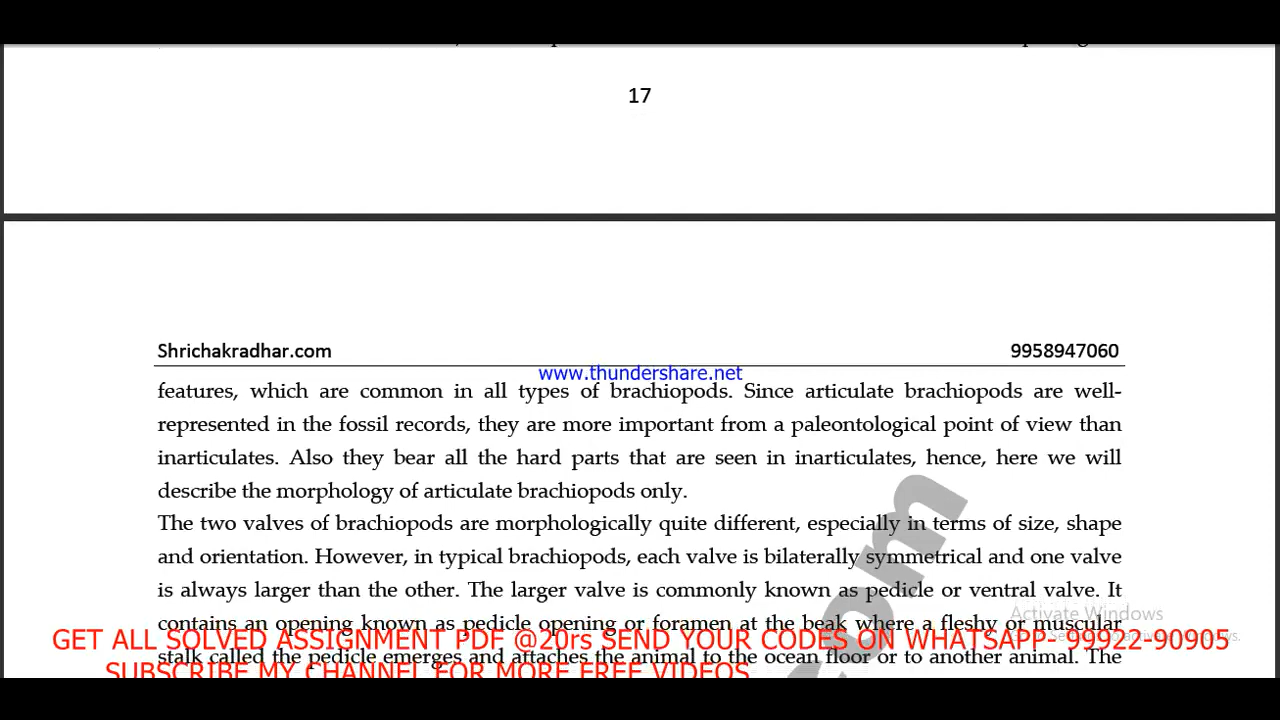 17
Shrichakradhar.com 9958947060
www.thundershare.net
features, which are common in all types of brachiopods. Since articulate brachiopods are well-
represented in the fossil records, they are more important from a paleontological point of view than
inarticulates. Also they bear all the hard parts that are seen in inarticulates, hence, here we will
describe the morphology of articulate brachiopods only.
The two valves of brachiopods are morphologically quite different, especially in terms of size, shape
and orientation. However, in typical brachiopods, each valve is bilaterally symmetrical and one valve
is always larger than the other. The larger valve is commonly known as pedicle or ventral valve. It
Activate Windows
contains an opening known as pedicle opening or foramen at the beak where a fleshy or muscular
GET ALL SOLVED ASSIGNMENT PDF @20rs SEND YOUR CODES ON WHATSAPP- 99922-90905
stalk called the pedicle emerges and attaches the animal to the ocean floor or to another animal. The
SUBSCRIBE MY CHANNEL FOR MORE FREE VIDEOS
com